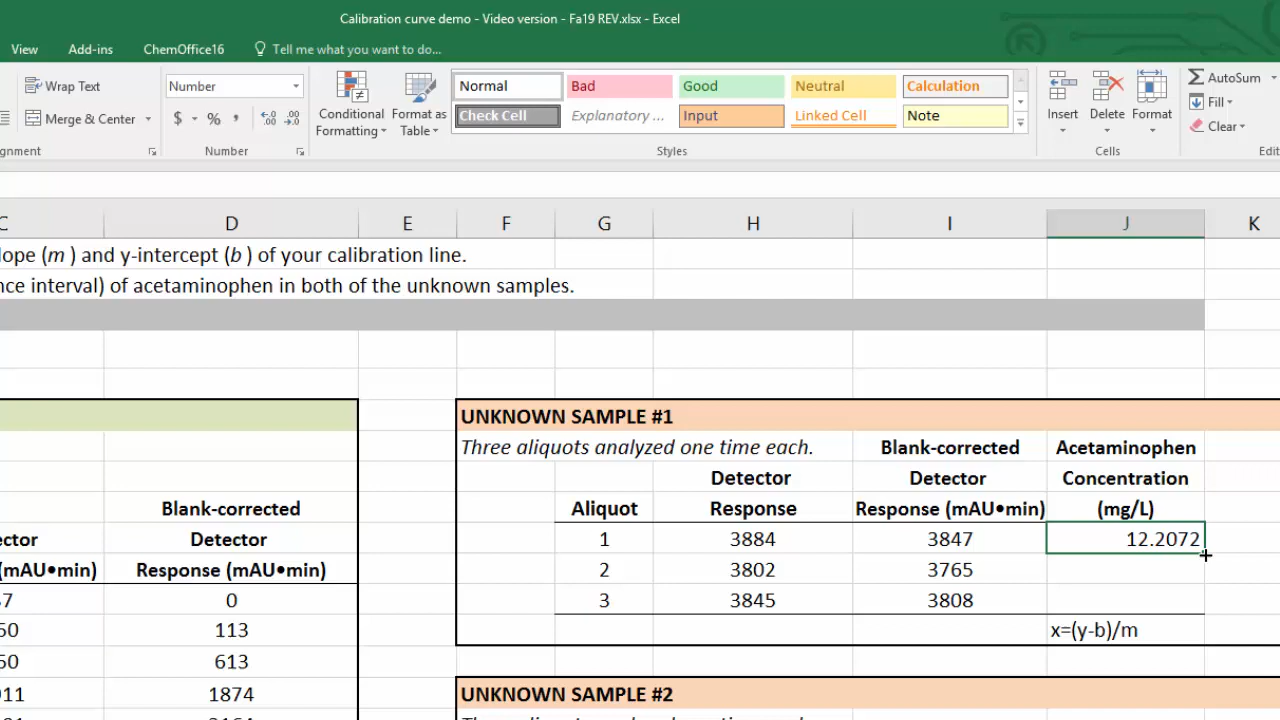 Calibration curve demo - Video version - Fa19 REV.xlsx - Excel
View Add-ins ChemOffice16 Tell me what you want to do...
Wrap Text Number Normal Bad Good Neutral Calculation AutoSum
Merge & Center $ % , Conditional Formatting Format as Table Check Cell Explanatory ... Input Linked Cell Note Insert Delete Format Fill
Clear
gnment Number Styles Cells Edit
C D E F G H I J K
lope (m ) and y-intercept (b ) of your calibration line.
nce interval) of acetaminophen in both of the unknown samples.
UNKNOWN SAMPLE #1
Three aliquots analyzed one time each. Blank-corrected Acetaminophen
Detector Detector Concentration
Blank-corrected Aliquot Response Response (mAU•min) (mg/L)
ector Detector 1 3884 3847 12.2072
(mAU•min) Response (mAU•min) 2 3802 3765
7 0 3 3845 3808
50 113 x=(y-b)/m
50 613
911 1874 UNKNOWN SAMPLE #2